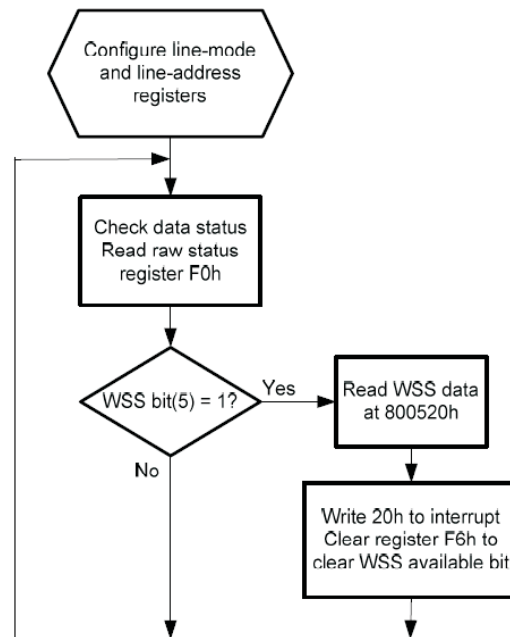 Configure line-mode
and line-address
registers
Check data status
Read raw status
register F0h
WSS bit(5) = 1?
Yes
No
Read WSS data
at 800520h
Write 20h to interrupt
Clear register F6h to
clear WSS available bit